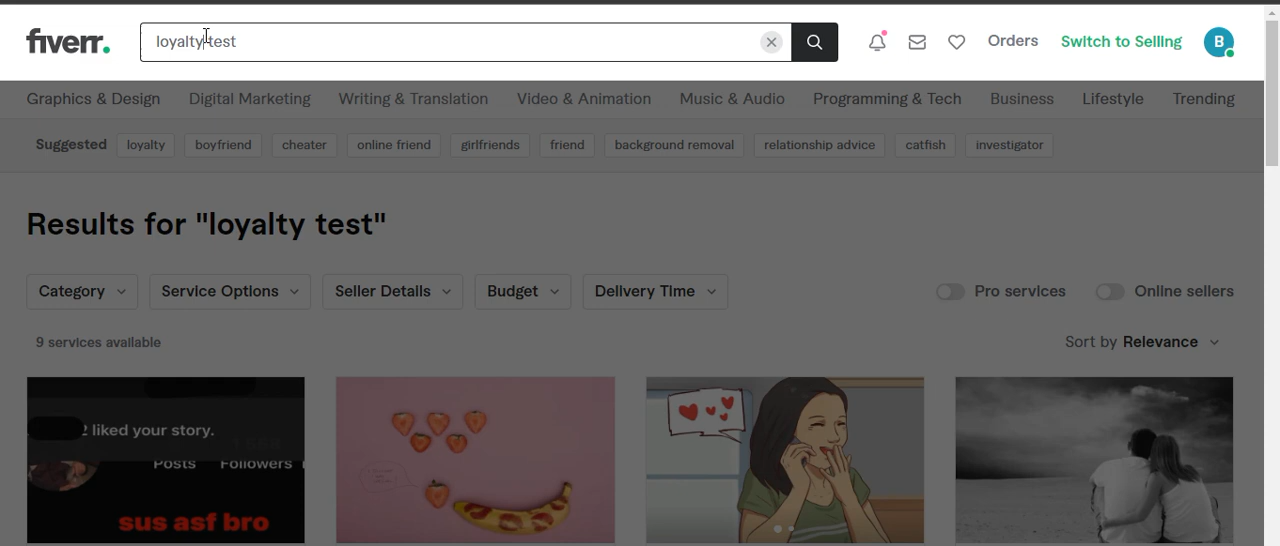 fiverr.
loyalty test
Orders
Switch to Selling
B
Graphics & Design
Digital Marketing
Writing & Translation
Video & Animation
Music & Audio
Programming & Tech
Business
Lifestyle
Trending
Suggested
loyalty
boyfriend
cheater
online friend
girlfriends
friend
background removal
relationship advice
catfish
investigator
Results for "loyalty test"
Category
Service Options
Seller Details
Budget
Delivery Time
Pro services
Online sellers
9 services available
Sort by Relevance
liked your story.
Posts
Followers
sus asf bro